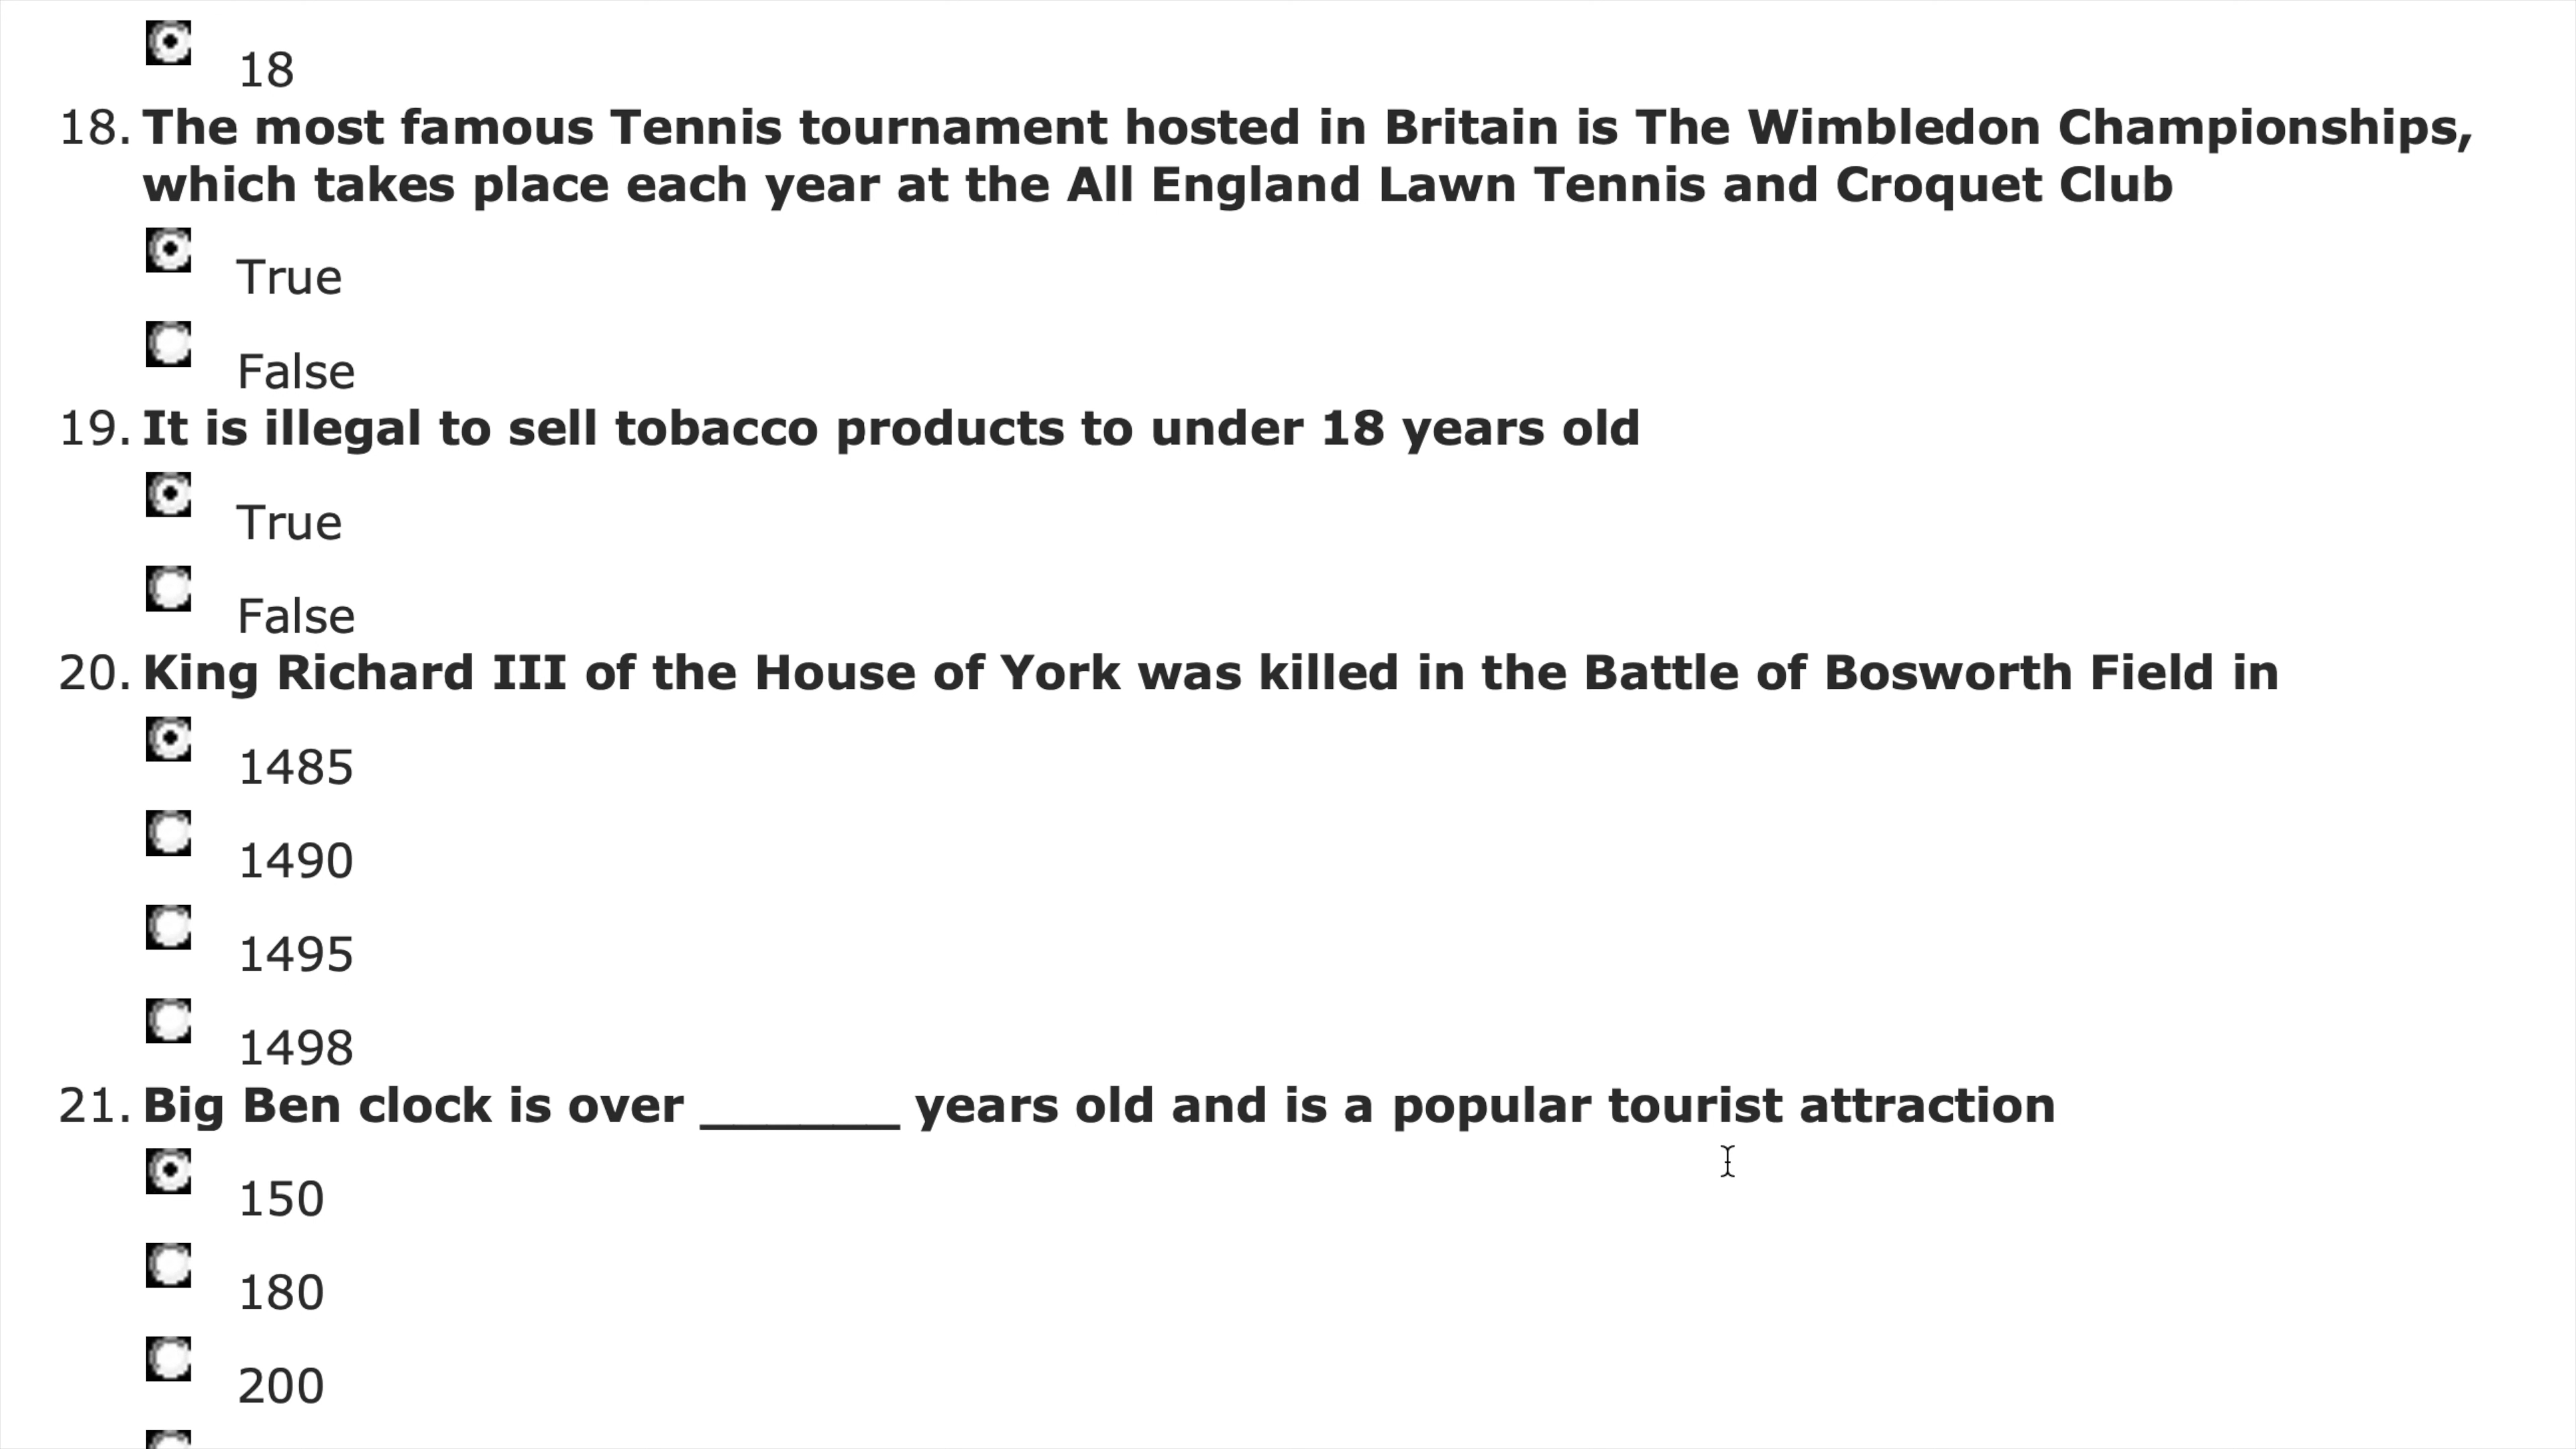 18
18. The most famous Tennis tournament hosted in Britain is The Wimbledon Championships,
which takes place each year at the All England Lawn Tennis and Croquet Club
True
False
19. It is illegal to sell tobacco products to under 18 years old
True
False
20. King Richard III of the House of York was killed in the Battle of Bosworth Field in
1485
1490
1495
1498
21. Big Ben clock is over ________ years old and is a popular tourist attraction
150
180
200